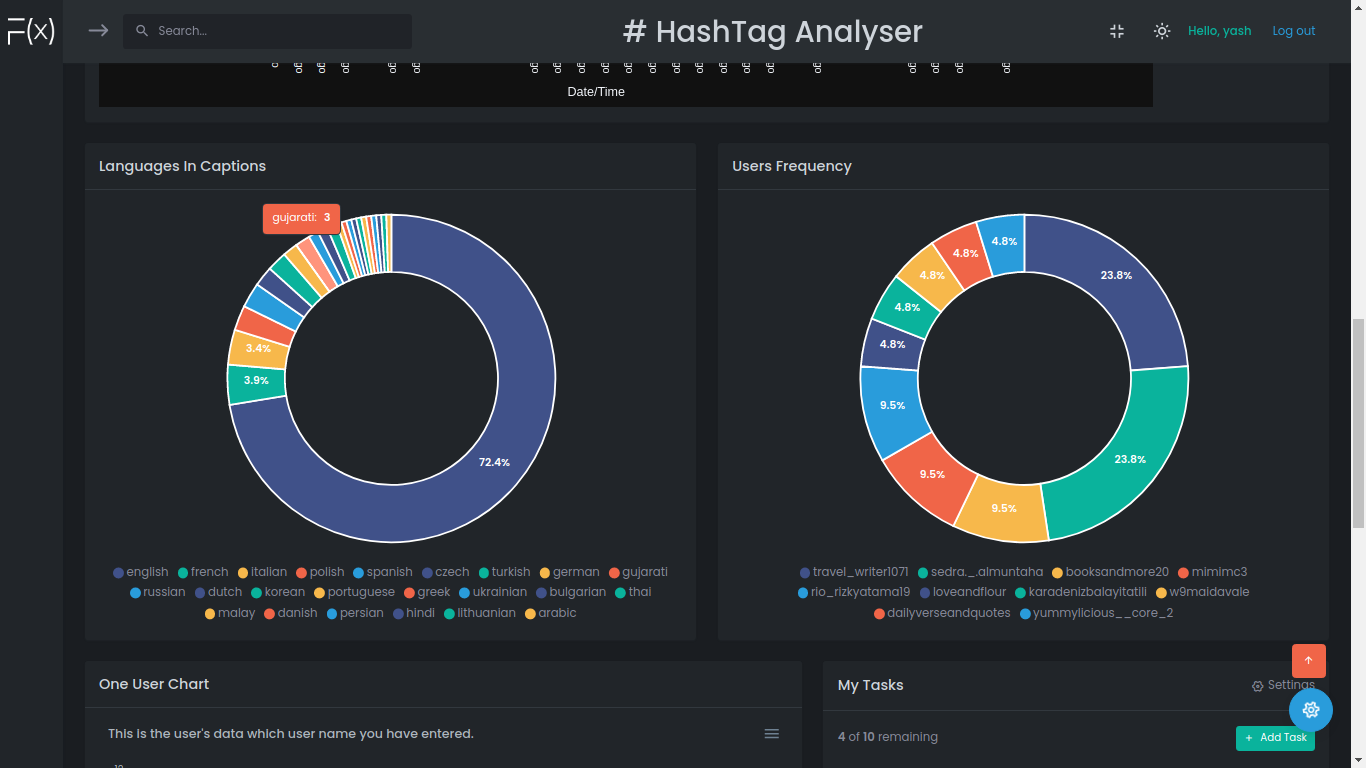 F(x)
Search...
# HashTag Analyser
Hello, yash
Log out
Date/Time
Languages In Captions
gujarati: 3
3.4%
3.9%
72.4%
english french italian polish spanish czech turkish german gujarati
russian dutch korean portuguese greek ukrainian bulgarian thai
malay danish persian hindi lithuanian arabic
Users Frequency
4.8% 23.8%
4.8%
4.8%
4.8%
4.8%
9.5%
23.8%
9.5%
9.5%
travel_writer1071 sedra._.almuntaha booksandmore20 mimimc3
rio_rizkyatama19 loveandflour karadenizbalayitatili w9maidavale
dailyverseandquotes yummylicious__core_2
One User Chart
This is the user's data which user name you have entered.
My Tasks
Settings
4 of 10 remaining
+ Add Task